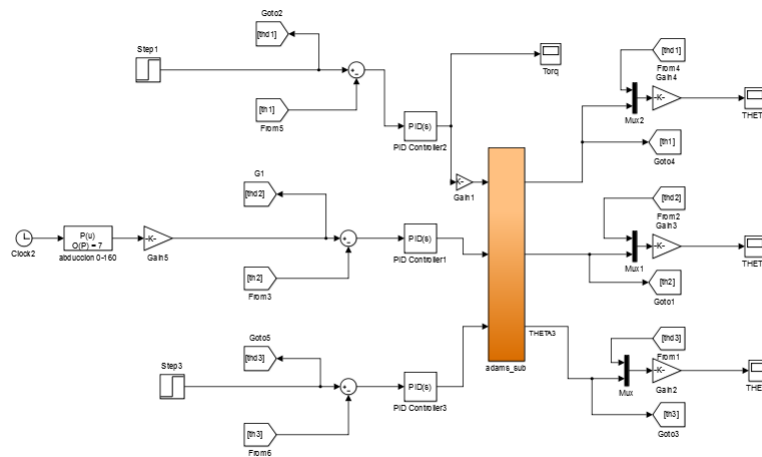 Goto2
[thd1]
Step1
[th1]
From5
PID(s)
PID Controller2
Torq
[thd1]
From4
Gain4
-K-
Mux2
THET
[th1]
Goto4
K-
Gain1
G1
[thd2]
Clock2
P(u)
O(P) = 7
abduccion 0-160
-K-
Gain5
[th2]
From3
PID(s)
PID Controller1
[thd2]
From2
Gain3
-K-
Mux1
THET
[th2]
Goto1
THETA3
adams_sub
Goto5
[thd3]
Step3
[th3]
From6
PID(s)
PID Controller3
[thd3]
From1
-K-
Gain2
Mux
THET
[th3]
Goto3